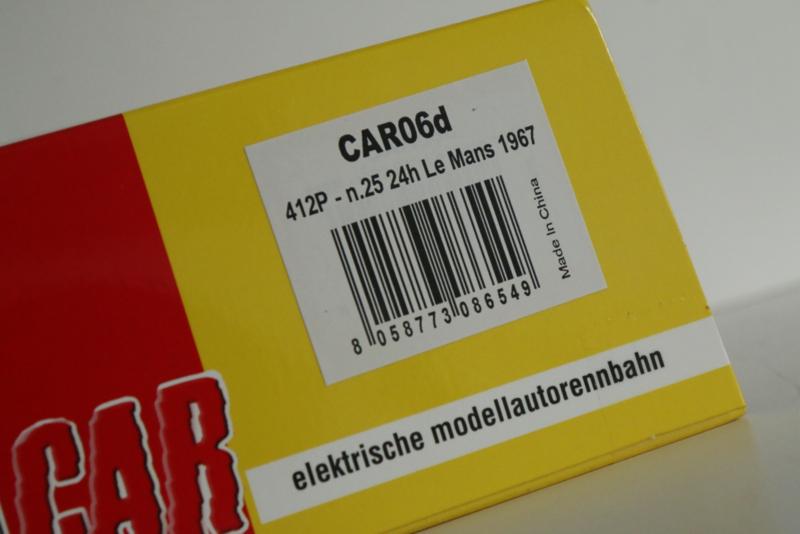 CAR06d
412P - n.25 24h Le Mans 1967
Made In China
8 058773 086549
elektrische modellautorennbahn
CAR